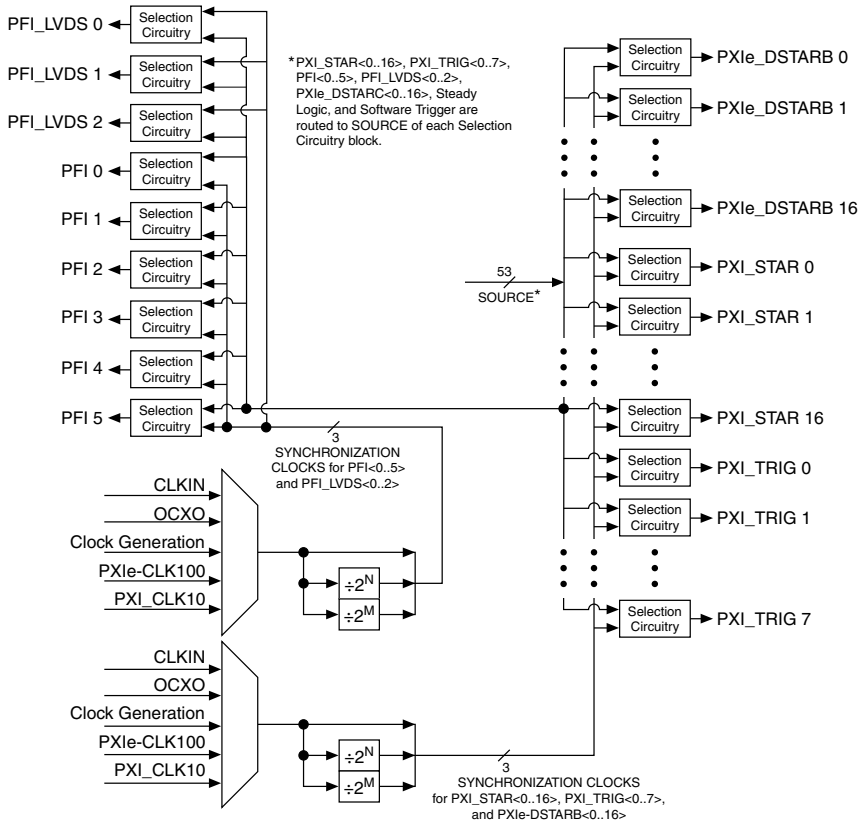 PFI_LVDS 0
Selection
Circuitry
PFI_LVDS 1
Selection
Circuitry
PFI_LVDS 2
Selection
Circuitry
PFI 0
Selection
Circuitry
PFI 1
Selection
Circuitry
PFI 2
Selection
Circuitry
PFI 3
Selection
Circuitry
PFI 4
Selection
Circuitry
PFI 5
Selection
Circuitry
*PXI_STAR<0..16>, PXI_TRIG<0..7>,
PFI<0..5>, PFI_LVDS<0..2>,
PXIe_DSTARC<0..16>, Steady
Logic, and Software Trigger are
routed to SOURCE of each Selection
Circuitry block.
53
SOURCE*
Selection
Circuitry
PXIe_DSTARB 0
Selection
Circuitry
PXIe_DSTARB 1
Selection
Circuitry
PXIe_DSTARB 16
Selection
Circuitry
PXI_STAR 0
Selection
Circuitry
PXI_STAR 1
Selection
Circuitry
PXI_STAR 16
Selection
Circuitry
PXI_TRIG 0
Selection
Circuitry
PXI_TRIG 1
Selection
Circuitry
PXI_TRIG 7
3
SYNCHRONIZATION
CLOCKS for PFI<0..5>
and PFI_LVDS<0..2>
CLKIN
OCXO
Clock Generation
PXIe-CLK100
PXI_CLK10
÷2^N
÷2^M
CLKIN
OCXO
Clock Generation
PXIe-CLK100
PXI_CLK10
÷2^N
÷2^M
3
SYNCHRONIZATION CLOCKS
for PXI_STAR<0..16>, PXI_TRIG<0..7>,
and PXIe-DSTARB<0..16>